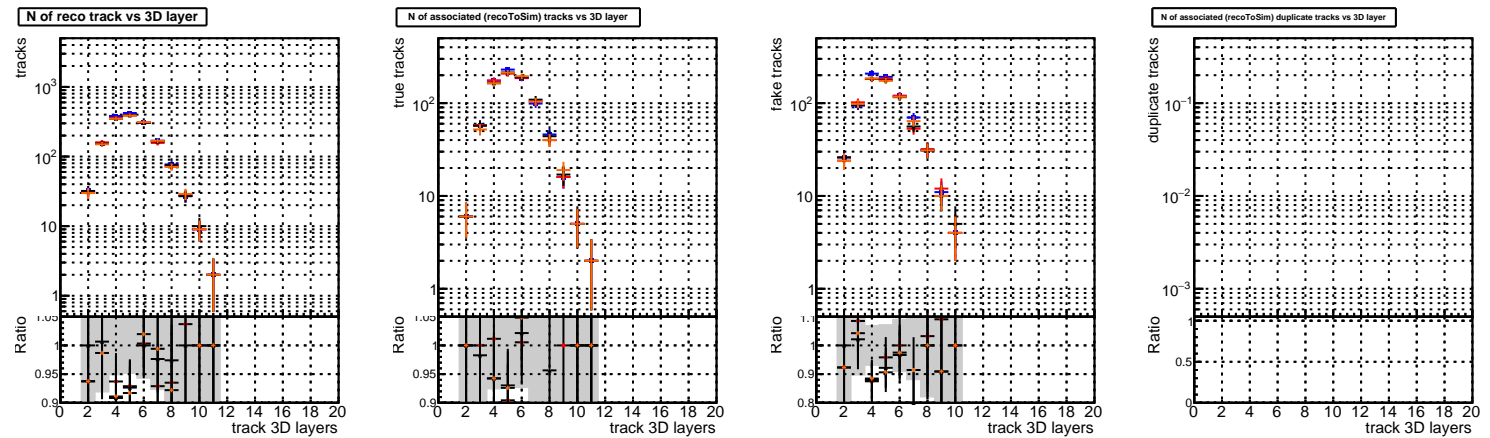 N of reco track vs 3D layer
tracks
10³
10²
10
1
Ratio
1.05
1
0.95
0.9
0 2 4 6 8 10 12 14 16 18 20
track 3D layers
N of associated (recoToSim) tracks vs 3D layer
true tracks
10²
10
1
Ratio
1.05
1
0.95
0.9
0 2 4 6 8 10 12 14 16 18 20
track 3D layers
fake tracks
10²
10
1
Ratio
1.1
1
0.9
0.8
0 2 4 6 8 10 12 14 16 18 20
track 3D layers
N of associated (recoToSim) duplicate tracks vs 3D layer
duplicate tracks
10⁻¹
10⁻²
10⁻³
Ratio
1
0.5
0
0 2 4 6 8 10 12 14 16 18 20
track 3D layers